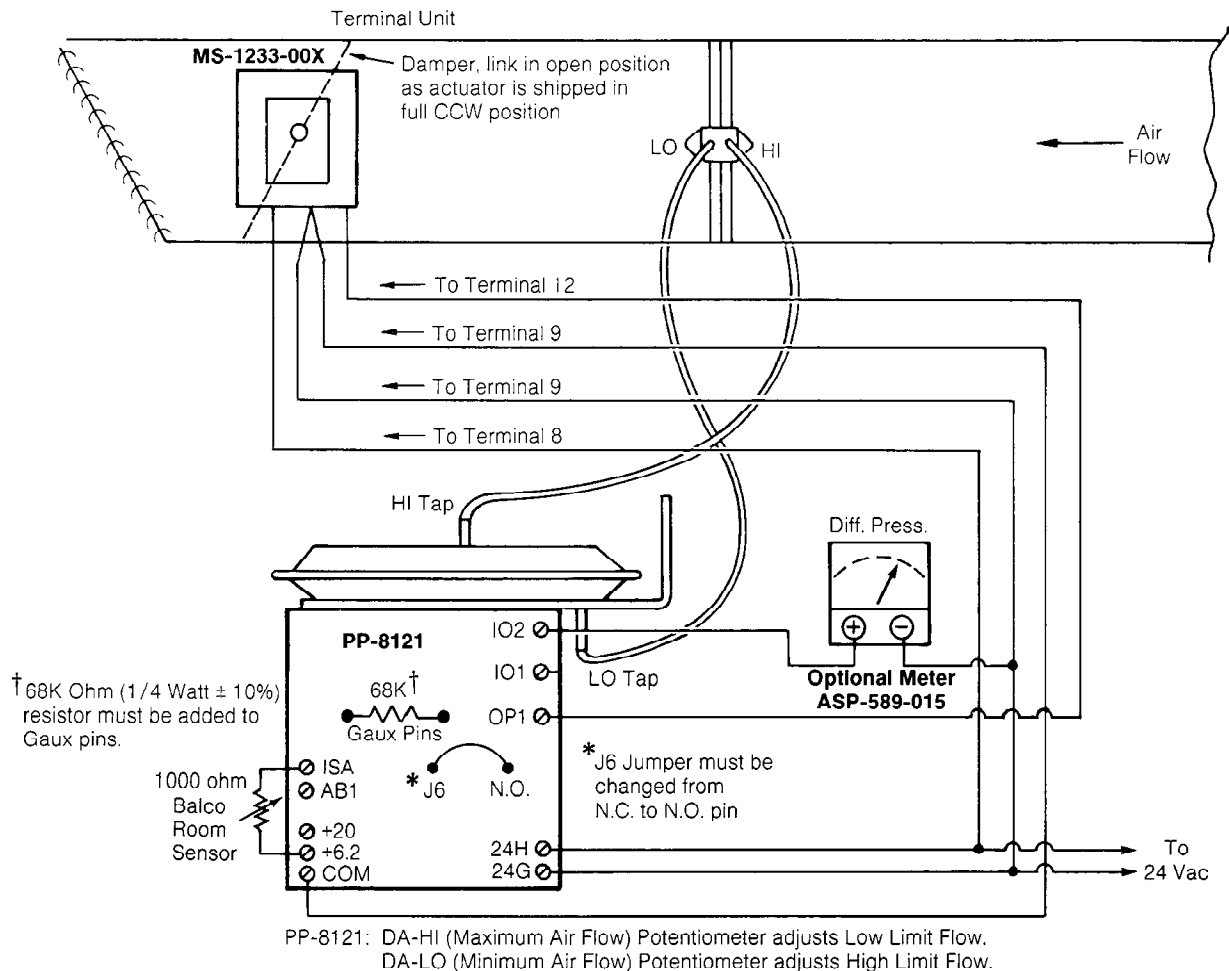 Terminal Unit
MS-1233-00X
Damper, link in open position
as actuator is shipped in
full CCW position
LO
HI
Air
Flow
To Terminal 12
To Terminal 9
To Terminal 9
To Terminal 8
HI Tap
Diff. Press.
+
−
Optional Meter
ASP-589-015
LO Tap
PP-8121
IO2
IO1
OP1
68K†
Gaux Pins
*J6
N.O.
†68K Ohm (1/4 Watt ± 10%)
resistor must be added to
Gaux pins.
*J6 Jumper must be
changed from
N.C. to N.O. pin
1000 ohm
Balco
Room
Sensor
ISA
AB1
+20
+6.2
COM
24H
24G
To
24 Vac
PP-8121: DA-HI (Maximum Air Flow) Potentiometer adjusts Low Limit Flow.
DA-LO (Minimum Air Flow) Potentiometer adjusts High Limit Flow.